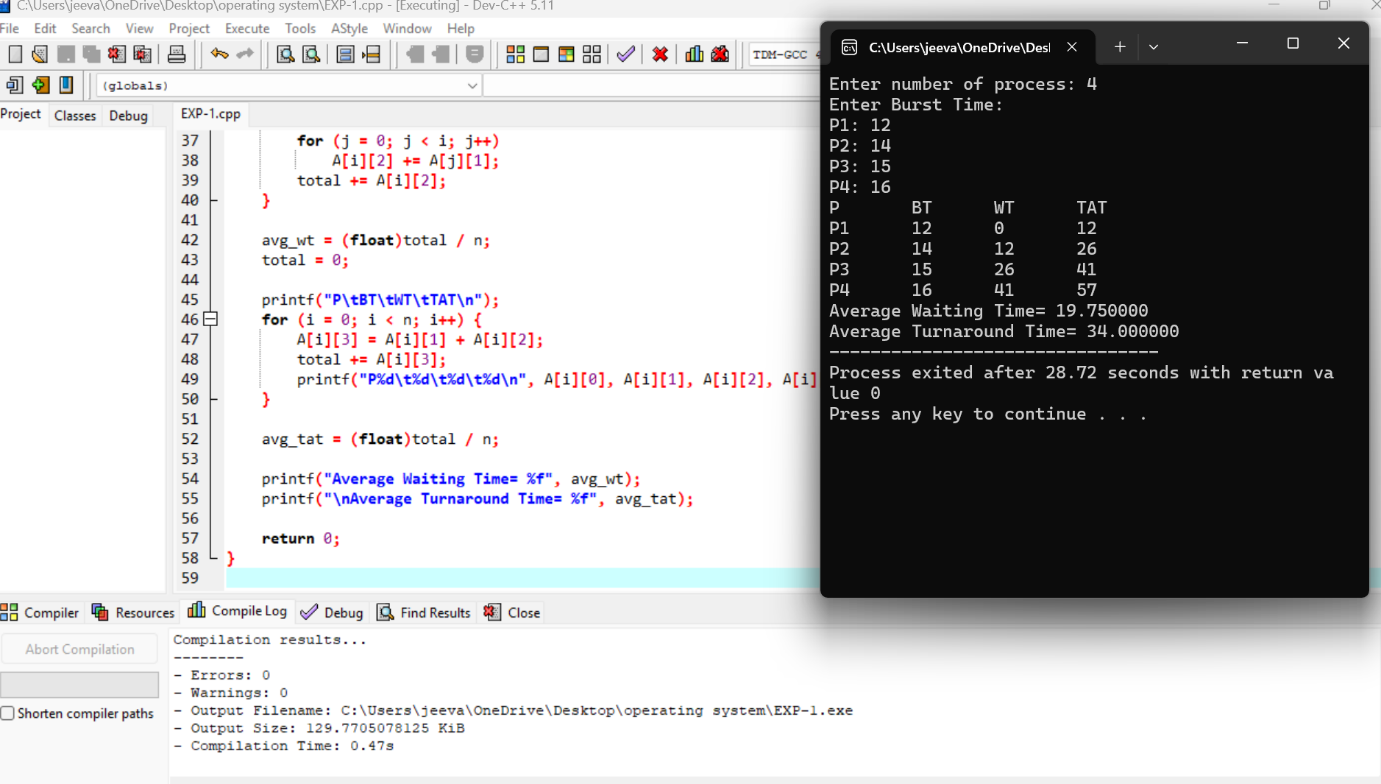 C:\Users\jeeva\OneDrive\Desktop\operating system\EXP-1.cpp - [Executing] - Dev-C++ 5.11
File Edit Search View Project Execute Tools AStyle Window Help
TDM-GCC 4
(globals)
Project Classes Debug
EXP-1.cpp
37 for (j = 0; j < i; j++)
38 A[i][2] += A[j][1];
39 total += A[i][2];
40 }
41
42 avg_wt = (float)total / n;
43 total = 0;
44
45 printf("P\tBT\tWT\tTAT\n");
46 for (i = 0; i < n; i++) {
47 A[i][3] = A[i][1] + A[i][2];
48 total += A[i][3];
49 printf("P%d\t%d\t%d\t%d\n", A[i][0], A[i][1], A[i][2], A[i]
50 }
51
52 avg_tat = (float)total / n;
53
54 printf("Average Waiting Time= %f", avg_wt);
55 printf("\nAverage Turnaround Time= %f", avg_tat);
56
57 return 0;
58 }
59
C:\Users\jeeva\OneDrive\Des
Enter number of process: 4
Enter Burst Time:
P1: 12
P2: 14
P3: 15
P4: 16
P BT WT TAT
P1 12 0 12
P2 14 12 26
P3 15 26 41
P4 16 41 57
Average Waiting Time= 19.750000
Average Turnaround Time= 34.000000
--------------------------------
Process exited after 28.72 seconds with return va
lue 0
Press any key to continue . . .
Compiler Resources Compile Log Debug Find Results Close
Abort Compilation
Shorten compiler paths
Compilation results...
--------
- Errors: 0
- Warnings: 0
- Output Filename: C:\Users\jeeva\OneDrive\Desktop\operating system\EXP-1.exe
- Output Size: 129.7705078125 KiB
- Compilation Time: 0.47s